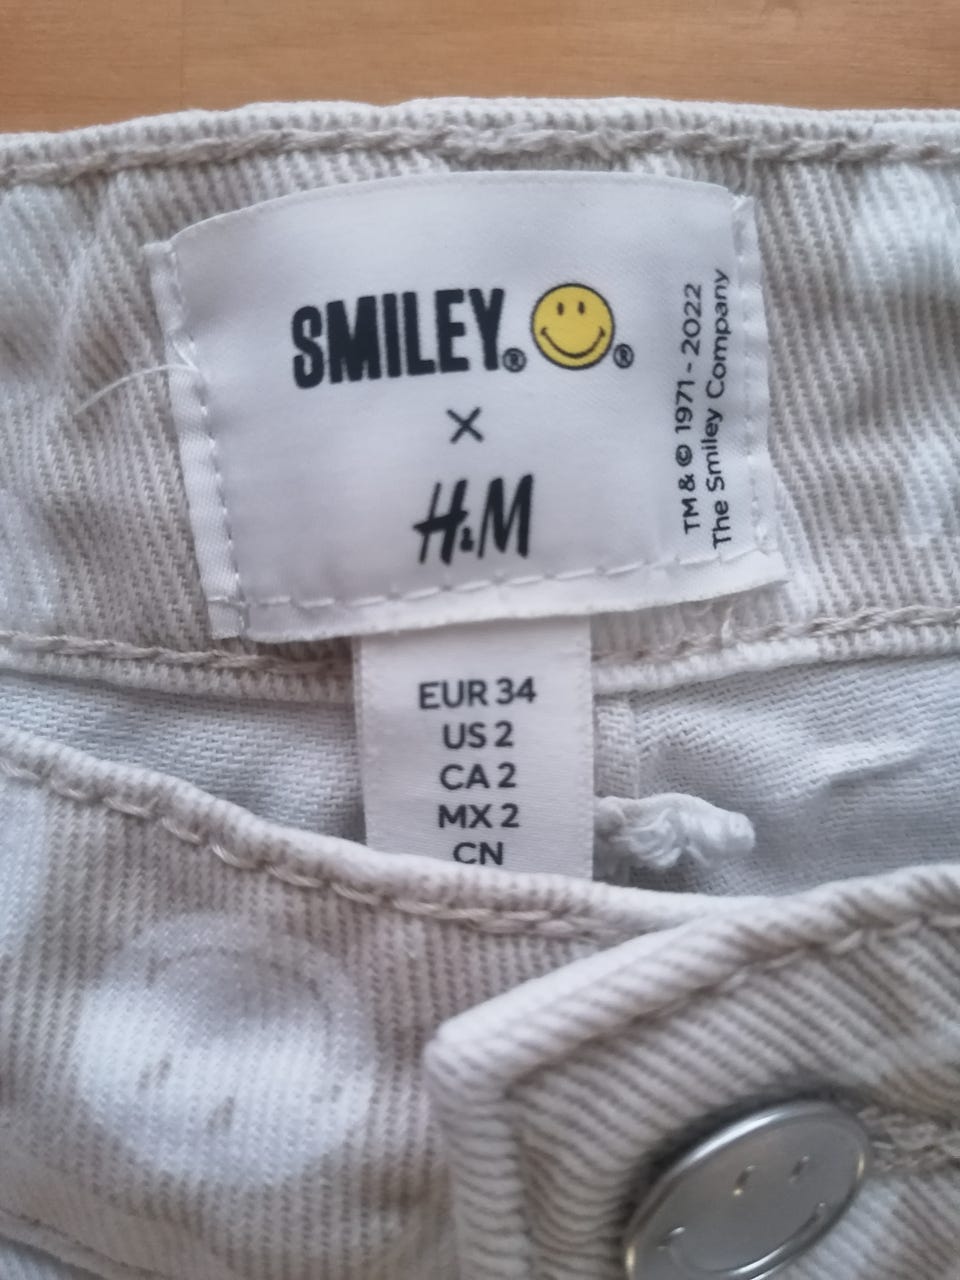 SMILEY®®
×
H&M
TM & © 1971 - 2022
The Smiley Company
EUR 34
US 2
CA 2
MX 2
CN